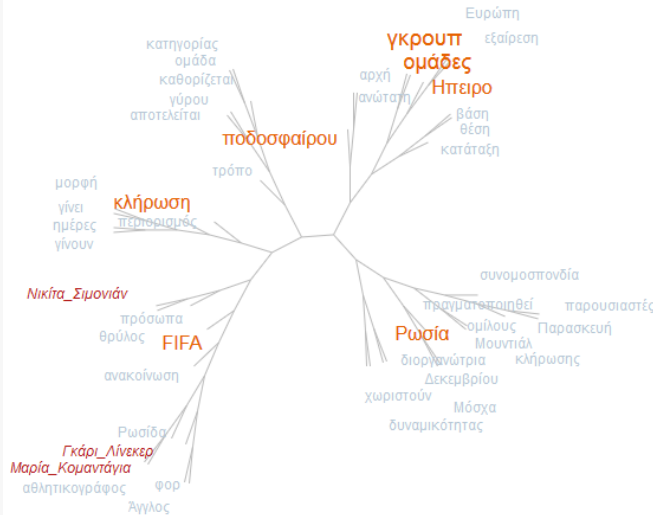 Ευρώπη
γκρουπ
εξαίρεση
κατηγορίας
ομάδα
ομάδες
καθορίζεται
αρχή
Ηπειρο
γύρου
ανώτατη
αποτελείται
βάση
θέση
ποδοσφαίρου
κατάταξη
τρόπο
μορφή
κλήρωση
γίνει
ημέρες
περιορισμός
γίνουν
συνομοσπονδία
Νικίτα_Σιμονιάν
πραγματοποιηθεί
παρουσιαστές
πρόσωπα
ομίλους
Παρασκευή
θρύλος
FIFA
Ρωσία
Μουντιάλ
διοργανώτρια
κλήρωσης
ανακοίνωση
Δεκεμβρίου
χωριστούν
Μόσχα
δυναμικότητας
Ρωσίδα
Γκάρι_Λίνεκερ
Μαρία_Κομαντάγια
αθλητικογράφος
φορ
Άγγλος